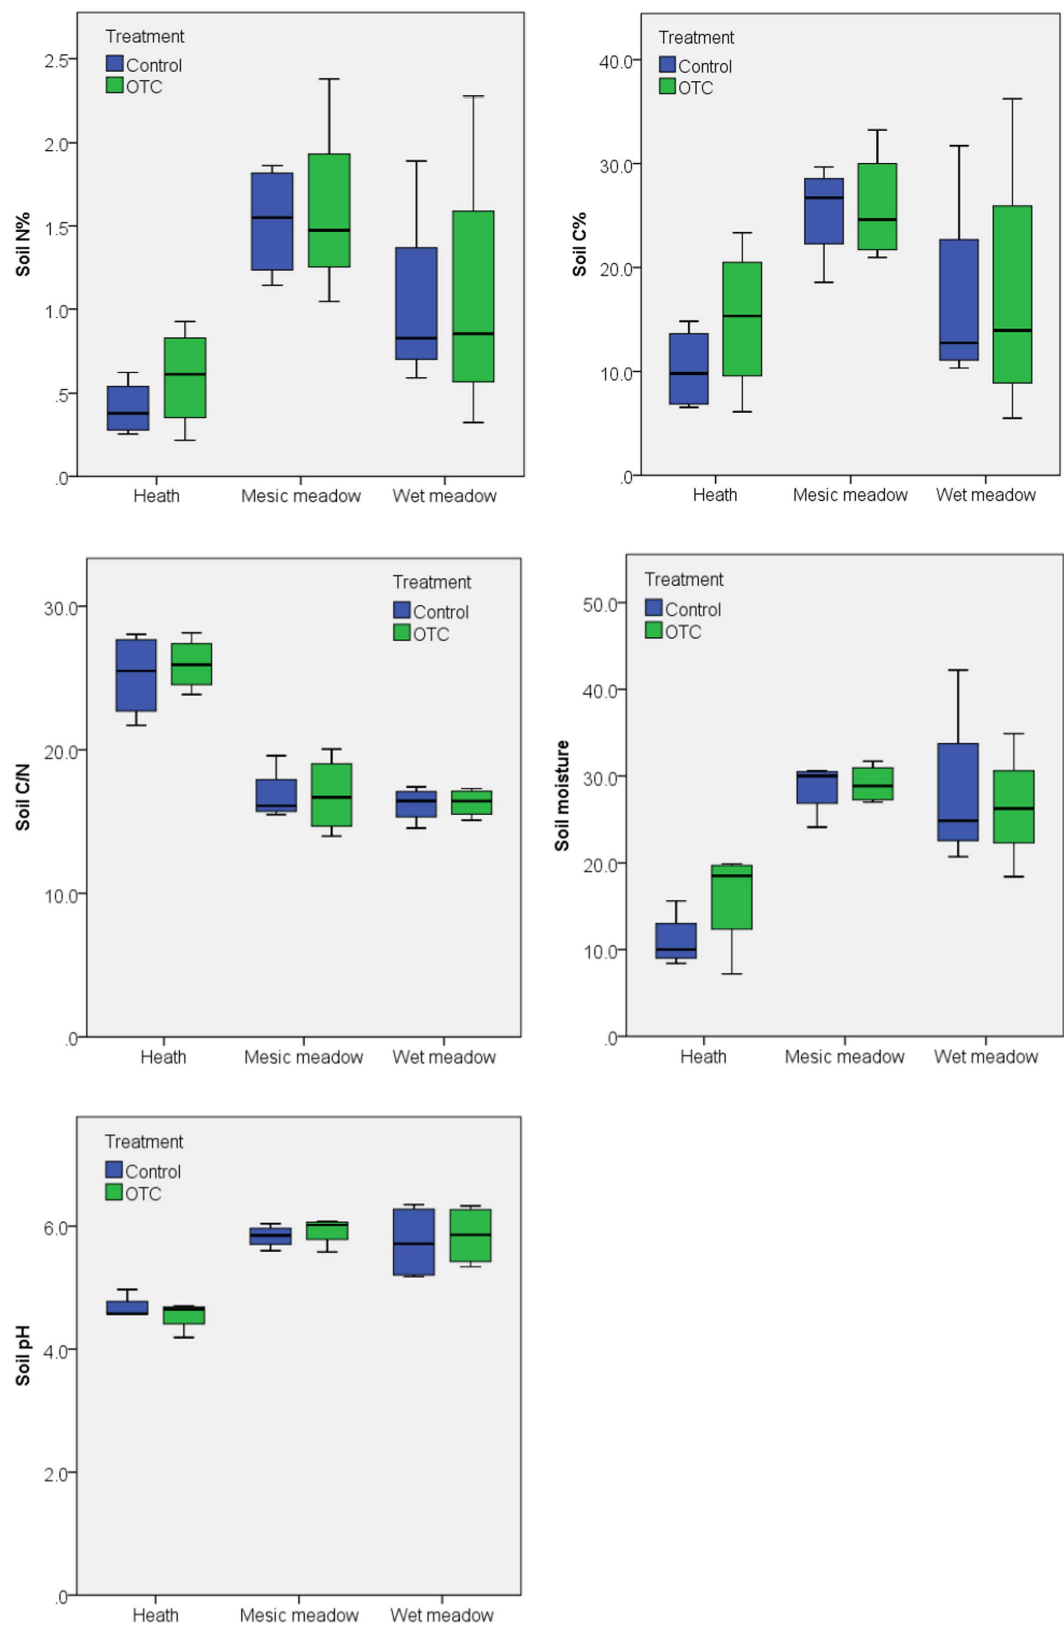 Treatment
Control
OTC
Soil N%
2.5
2.0
1.5
1.0
.5
.0
Heath Mesic meadow Wet meadow
Treatment
Control
OTC
Soil C%
40.0
30.0
20.0
10.0
.0
Heath Mesic meadow Wet meadow
Treatment
Control
OTC
Soil C/N
30.0
20.0
10.0
.0
Heath Mesic meadow Wet meadow
Treatment
Control
OTC
Soil moisture
50.0
40.0
30.0
20.0
10.0
.0
Heath Mesic meadow Wet meadow
Treatment
Control
OTC
Soil pH
6.0
4.0
2.0
.0
Heath Mesic meadow Wet meadow